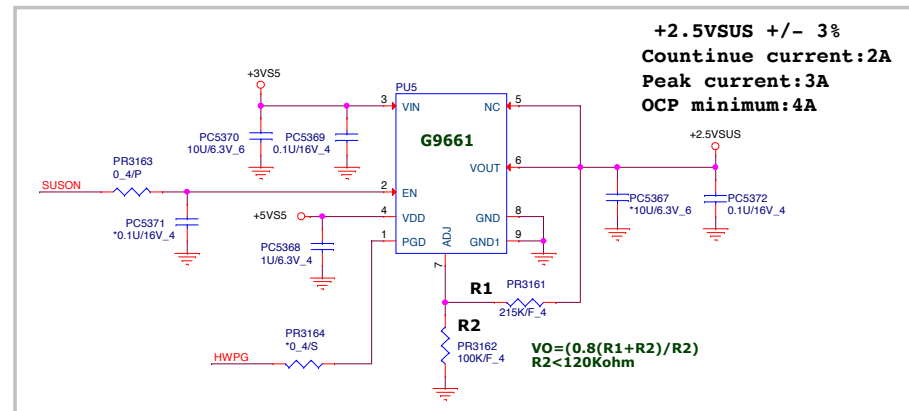 +2.5VSUS +/- 3%
Countinue current:2A
Peak current:3A
OCP minimum:4A
+3VS5
PU5
3
VIN
NC
5
PC5370
10U/6.3V_6
PC5369
0.1U/16V_4
G9661
+2.5VSUS
PR3163
0_4/P
VOUT
6
SUSON
2
EN
PC5367
*10U/6.3V_6
PC5372
0.1U/16V_4
PC5371
*0.1U/16V_4
+5VS5
4
VDD
GND
8
PC5368
1U/6.3V_4
1
PGD
ADJ
GND1
9
7
R1
PR3161
215K/F_4
R2
PR3164
*0_4/S
PR3162
100K/F_4
VO=(0.8(R1+R2)/R2)
R2<120Kohm
HWPG